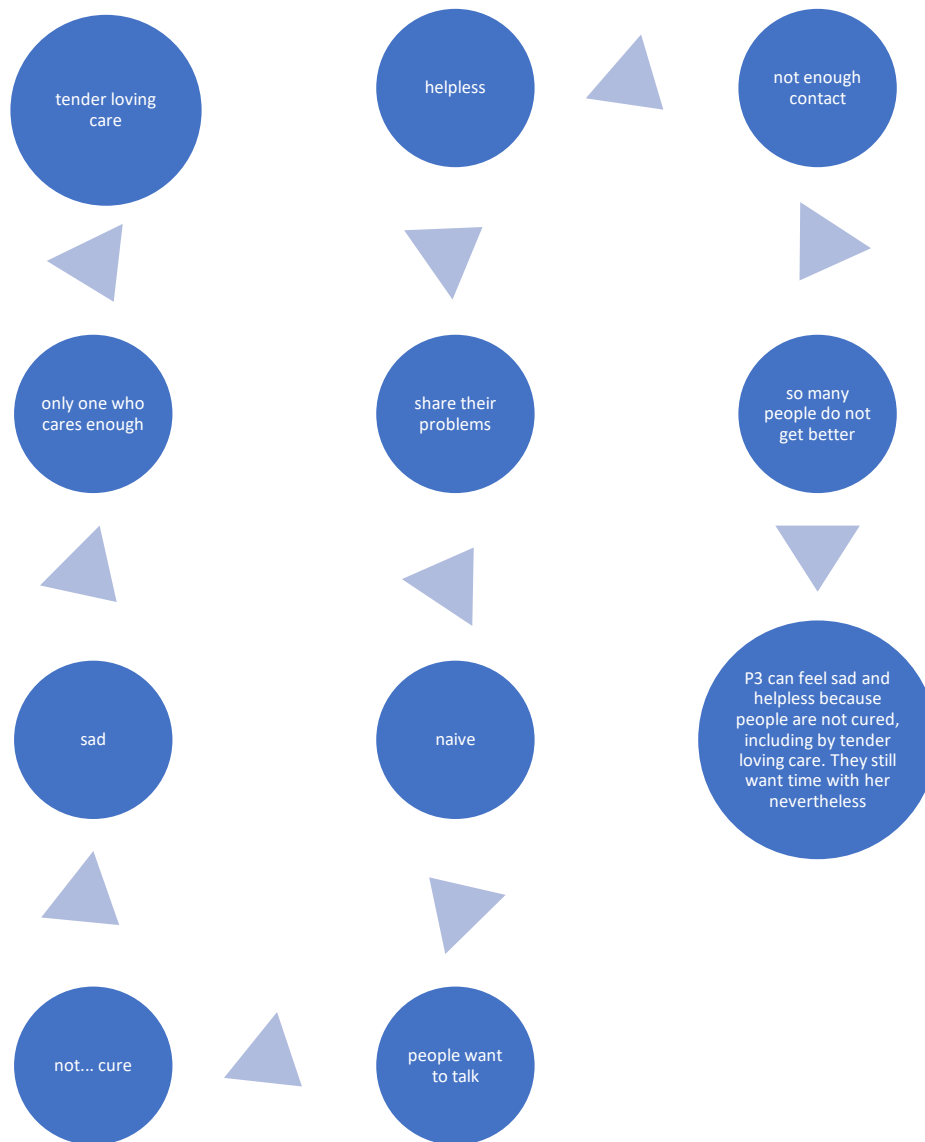 tender loving
care
only one who
cares enough
sad
not... cure
people want
to talk
naive
share their
problems
helpless
not enough
contact
so many
people do not
get better
P3 can feel sad and
helpless because
people are not cured,
including by tender
loving care. They still
want time with her
nevertheless